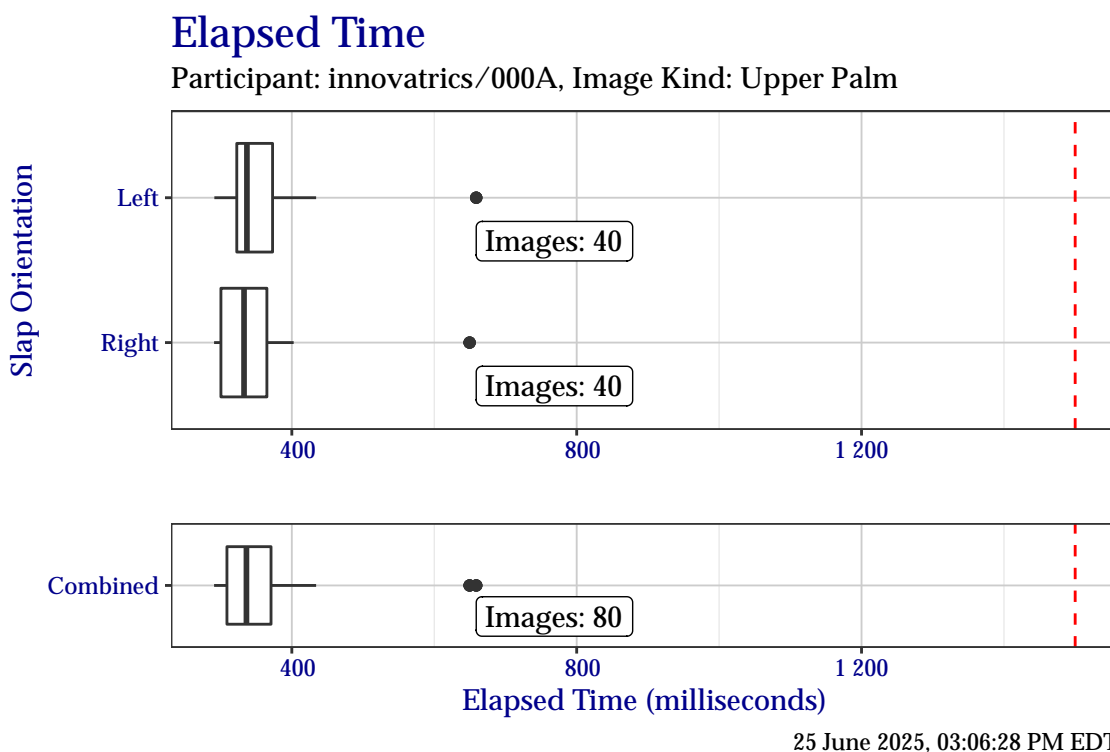 Elapsed Time
Participant: innovatrics/000A, Image Kind: Upper Palm
Slap Orientation
Left
Images: 40
Right
Images: 40
400 800 1 200
Combined
Images: 80
400 800 1 200
Elapsed Time (milliseconds)
25 June 2025, 03:06:28 PM EDT